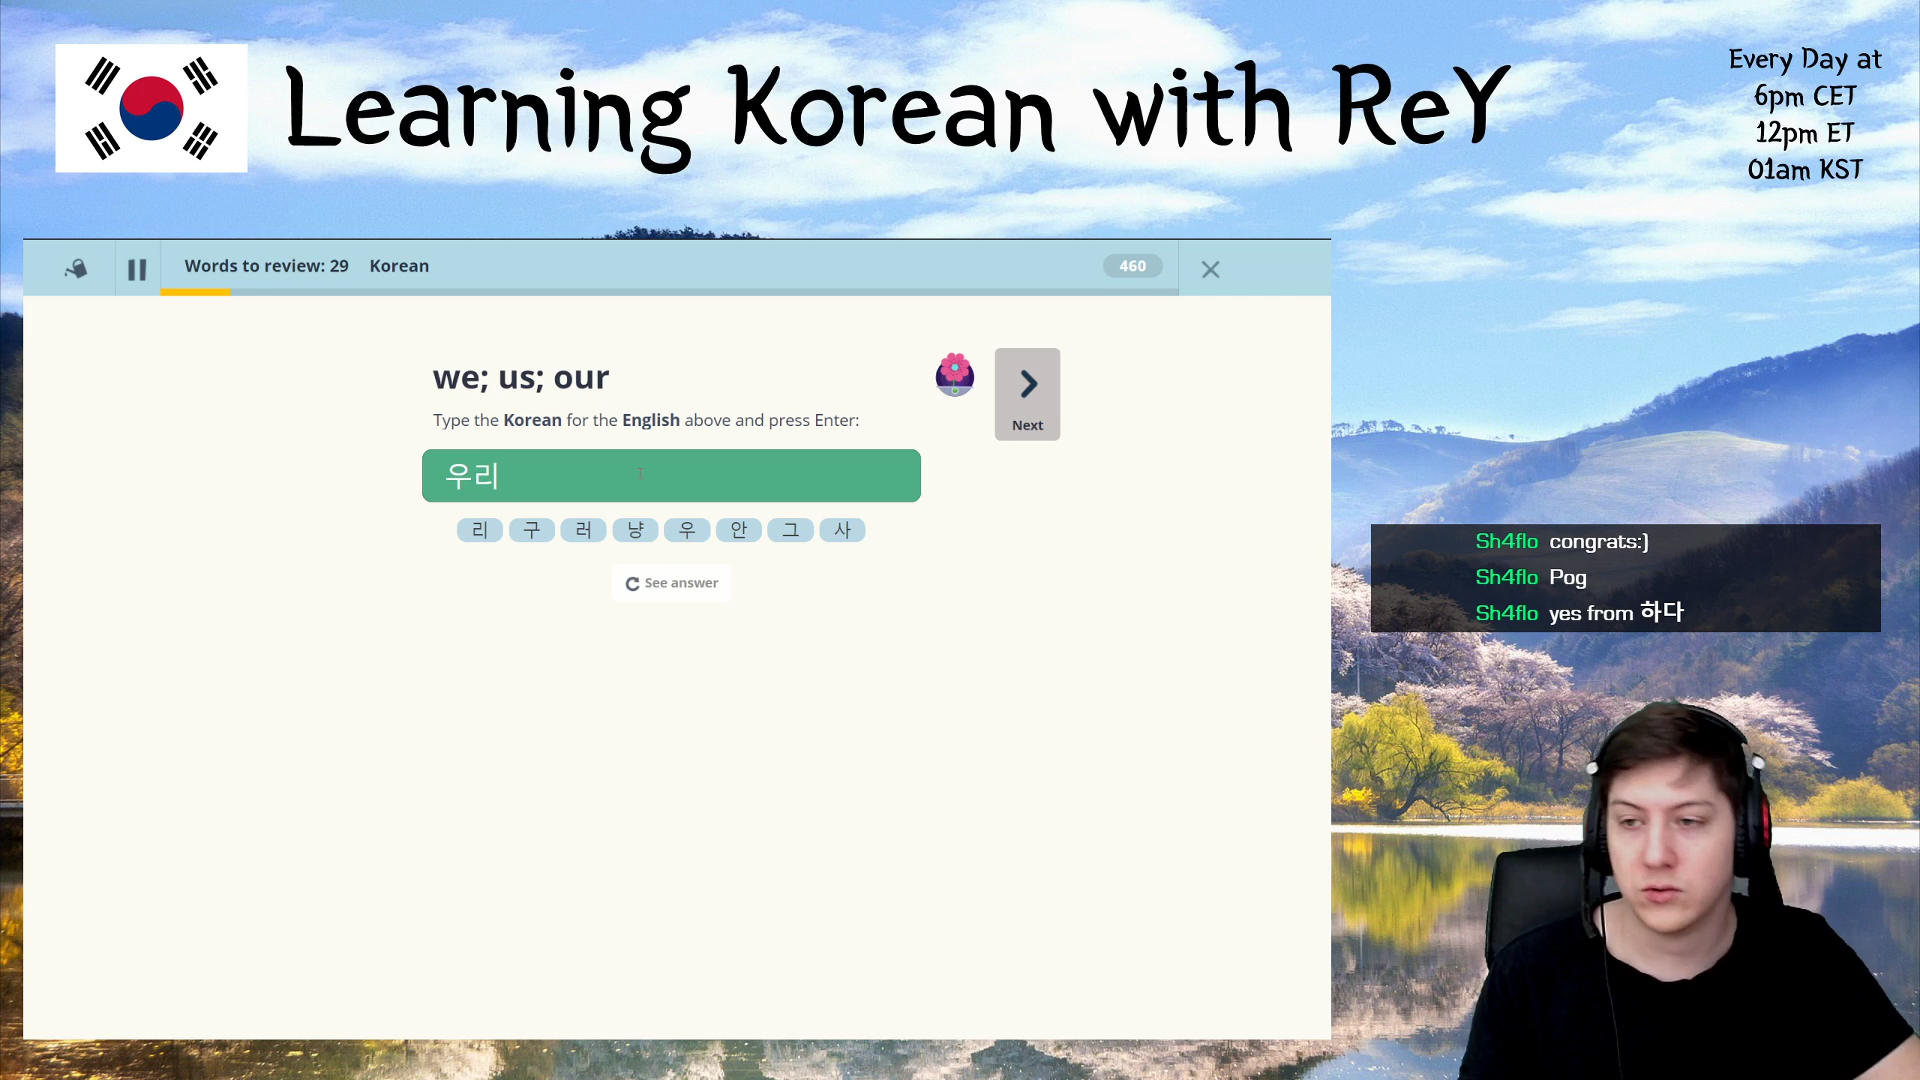 Learning Korean with ReY
Every Day at
6pm CET
12pm ET
01am KST
Words to review: 29 Korean 460
we; us; our
Type the Korean for the English above and press Enter:
Next
우리
리 구 러 냥 우 안 그 사
See answer
Sh4flo congrats:)
Sh4flo Pog
Sh4flo yes from 하다